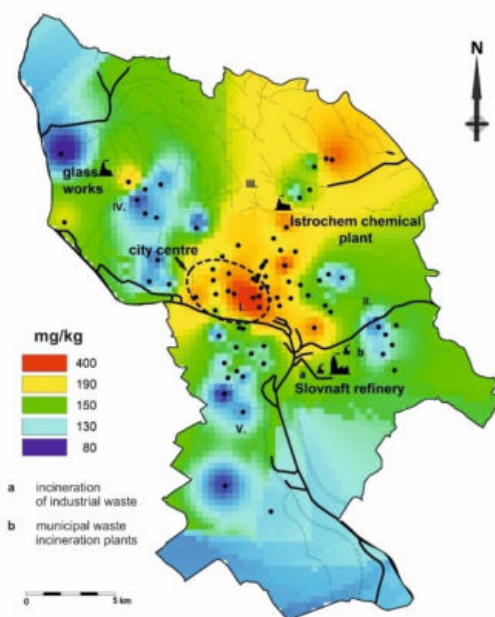 N
glass
works
III.
Istrochem chemical
plant
IV.
city centre
I.
II.
b
a
Slovnaft refinery
V.
mg/kg
400
190
150
130
80
a incineration
of industrial waste
b municipal waste
incineration plants
0 5 km